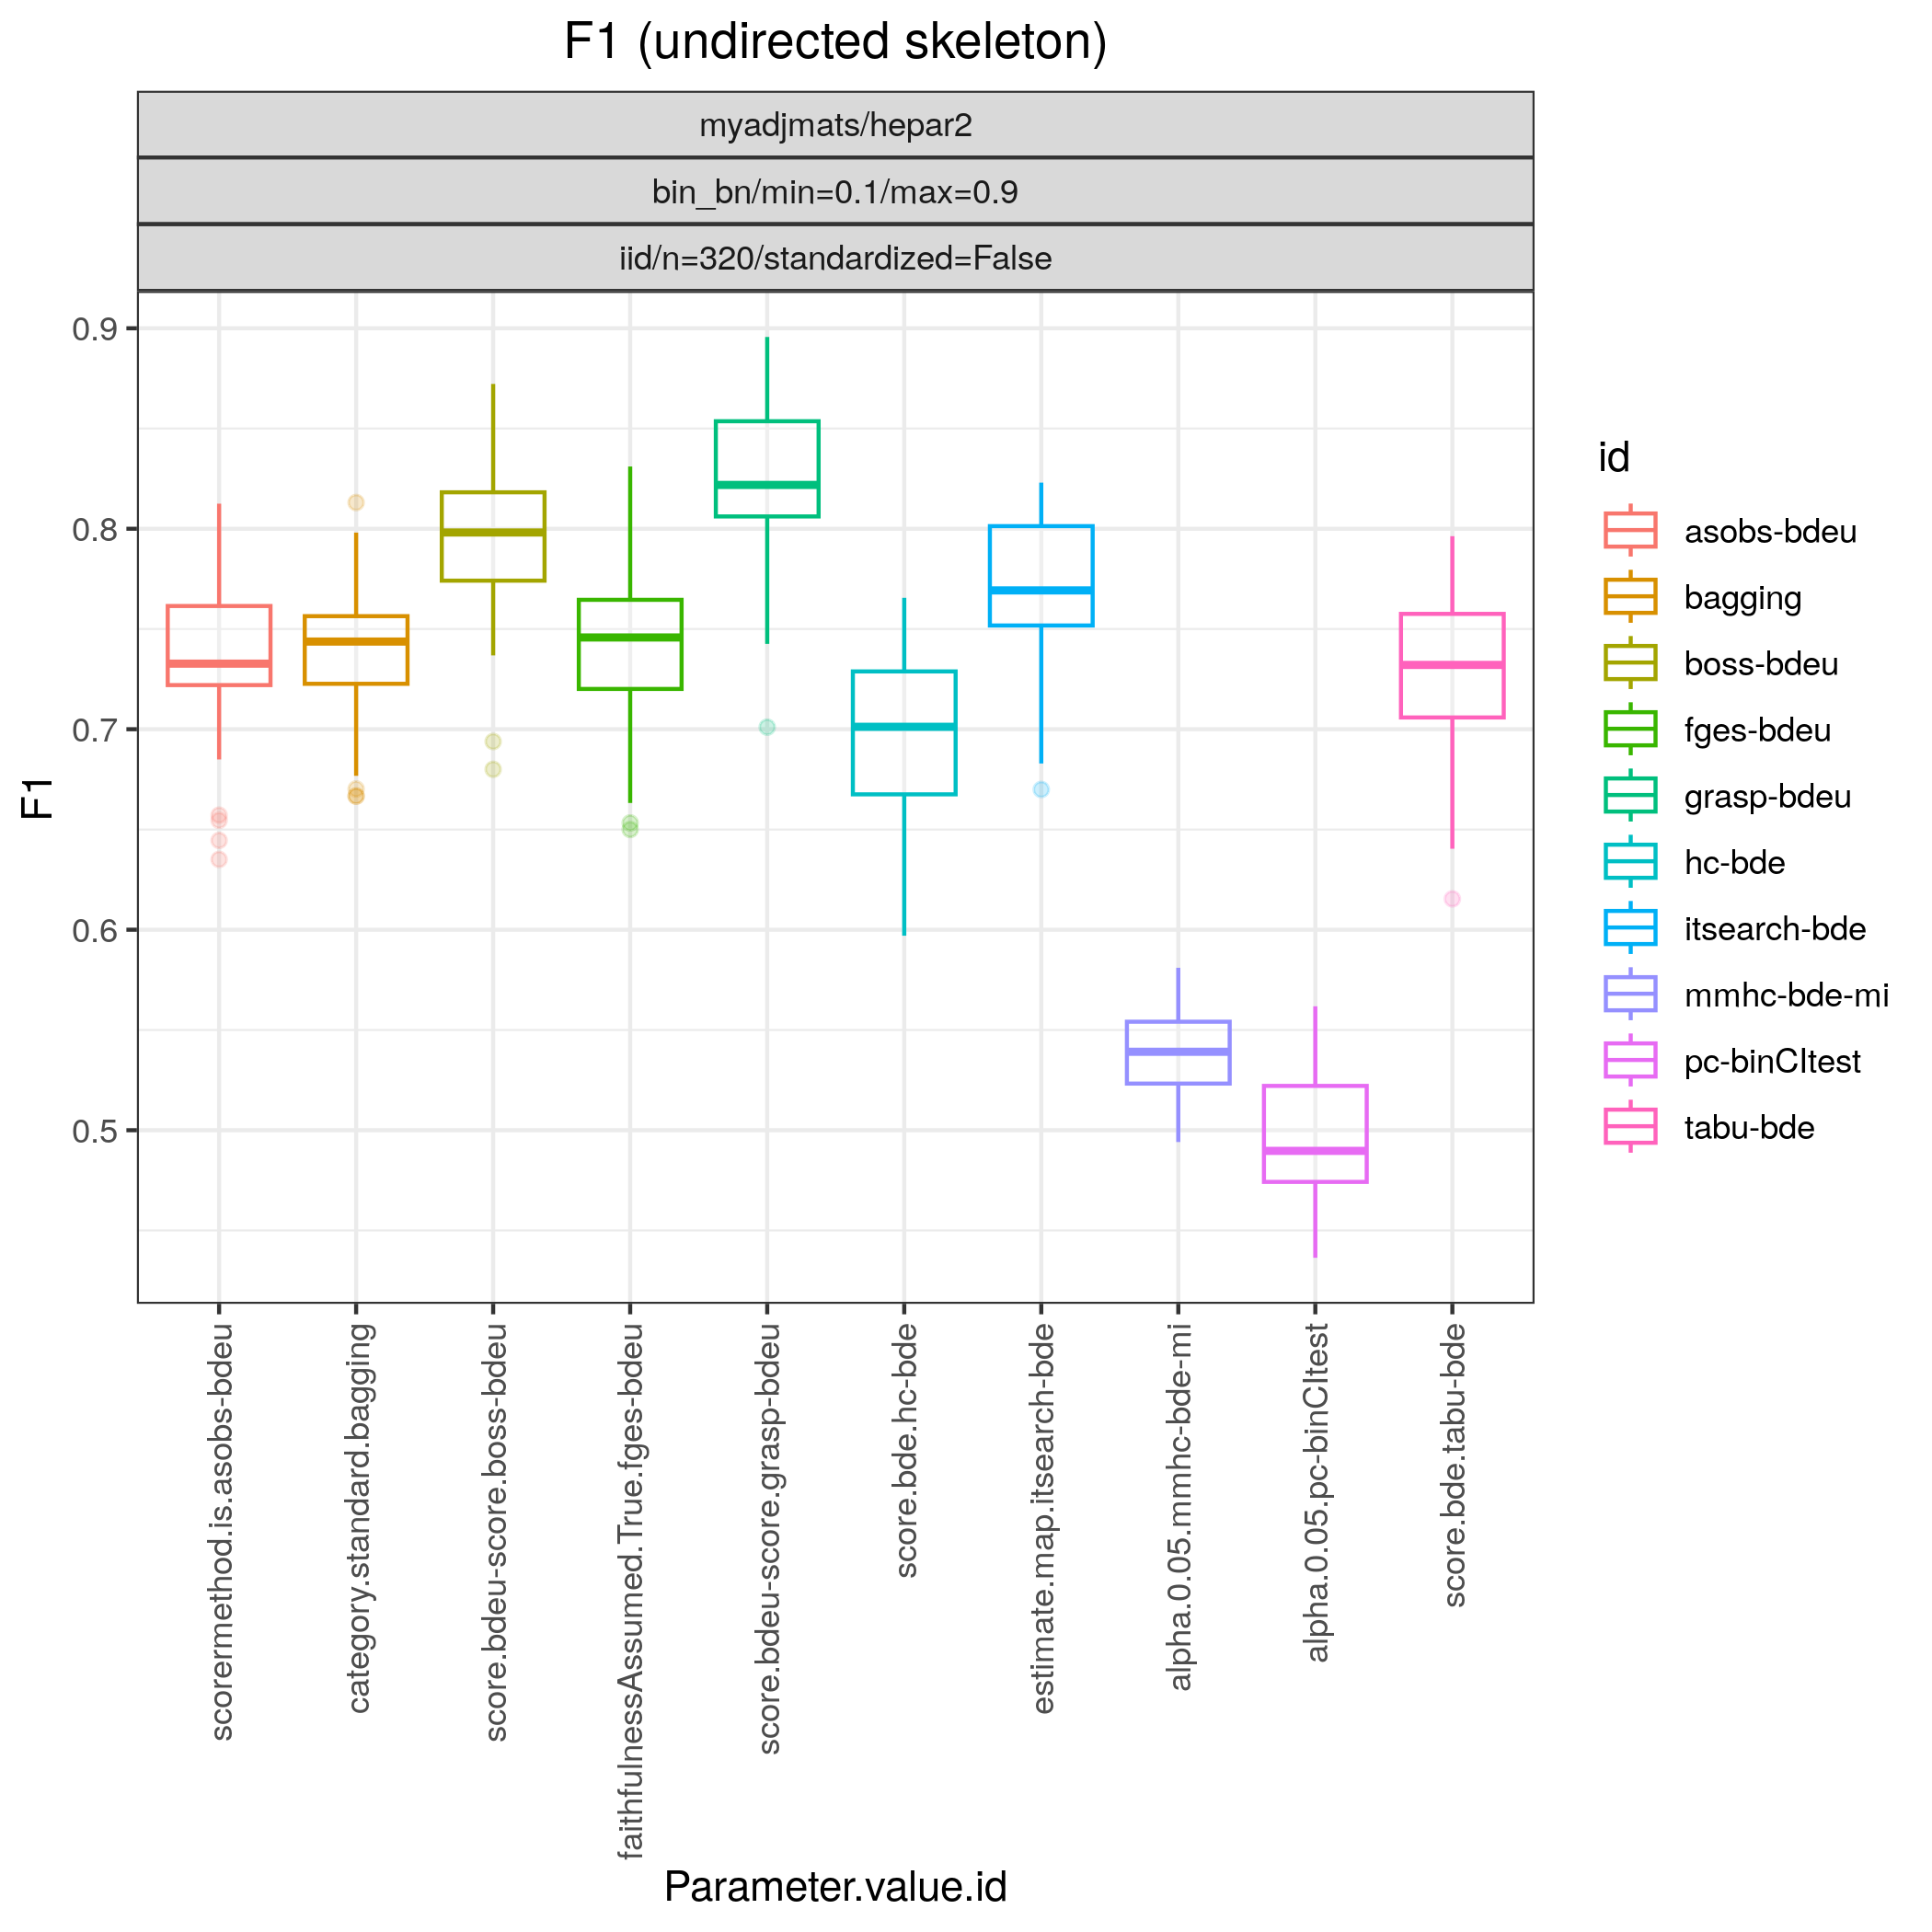 F1 (undirected skeleton)
myadjmats/hepar2
bin_bn/min=0.1/max=0.9
iid/n=320/standardized=False
0.9
0.8
0.7
0.6
0.5
F1
scorermethod.is.asobs-bdeu
category.standard.bagging
score.bdeu-score.boss-bdeu
faithfulnessAssumed.True.fges-bdeu
score.bdeu-score.grasp-bdeu
score.bde.hc-bde
estimate.map.itsearch-bde
alpha.0.05.mmhc-bde-mi
alpha.0.05.pc-binCItest
score.bde.tabu-bde
Parameter.value.id
id
asobs-bdeu
bagging
boss-bdeu
fges-bdeu
grasp-bdeu
hc-bde
itsearch-bde
mmhc-bde-mi
pc-binCItest
tabu-bde